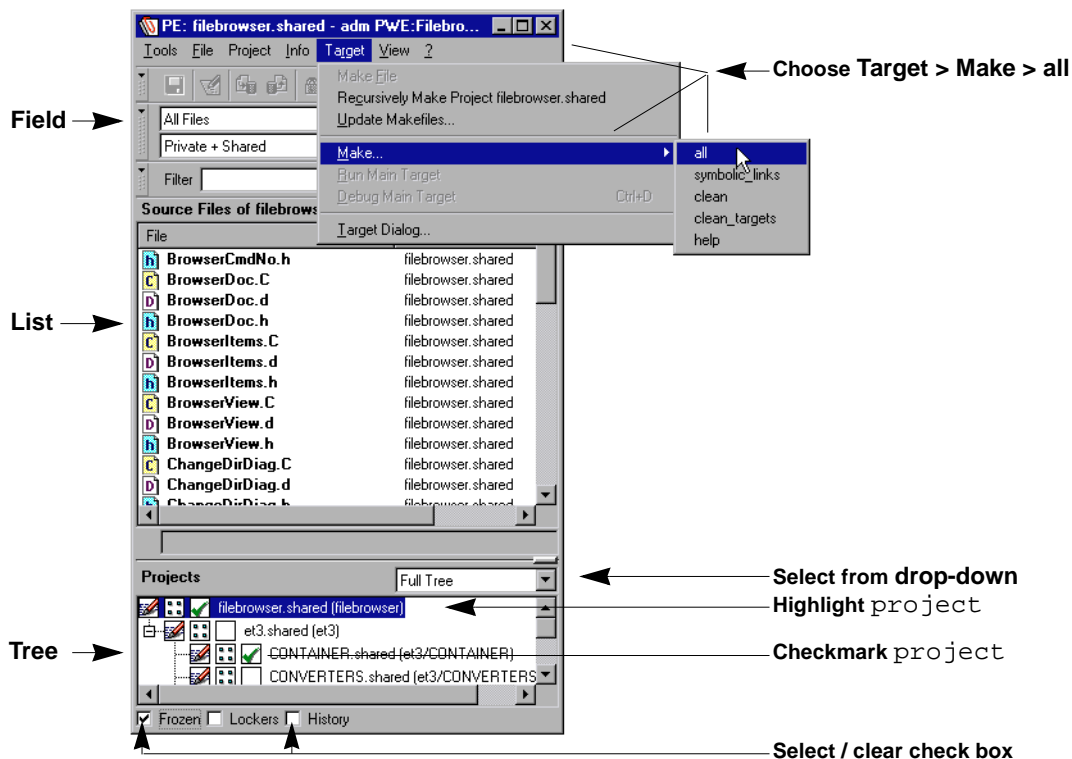 PE: filebrowser.shared - adm PWE:Filebro...
Tools File Project Info Target View ?
Choose Target > Make > all
Make File
Recursively Make Project filebrowser.shared
Update Makefiles...
Field
All Files
Private + Shared
Make...
all
Run Main Target
symbolic_links
Filter
Debug Main Target Ctrl+D
clean
clean_targets
Source Files of filebrows
Target Dialog...
help
File
BrowserCmdNo.h filebrowser.shared
BrowserDoc.C filebrowser.shared
BrowserDoc.d filebrowser.shared
List
BrowserDoc.h filebrowser.shared
BrowserItems.C filebrowser.shared
BrowserItems.d filebrowser.shared
BrowserItems.h filebrowser.shared
BrowserView.C filebrowser.shared
BrowserView.d filebrowser.shared
BrowserView.h filebrowser.shared
ChangeDirDiag.C filebrowser.shared
ChangeDirDiag.d filebrowser.shared
ChangeDirDiag.h filebrowser.shared
Projects
Full Tree
Select from drop-down
filebrowser.shared (filebrowser)
Highlight project
et3.shared (et3)
Tree
CONTAINER.shared (et3/CONTAINER)
Checkmark project
CONVERTERS.shared (et3/CONVERTERS
Frozen Lockers History
Select / clear check box